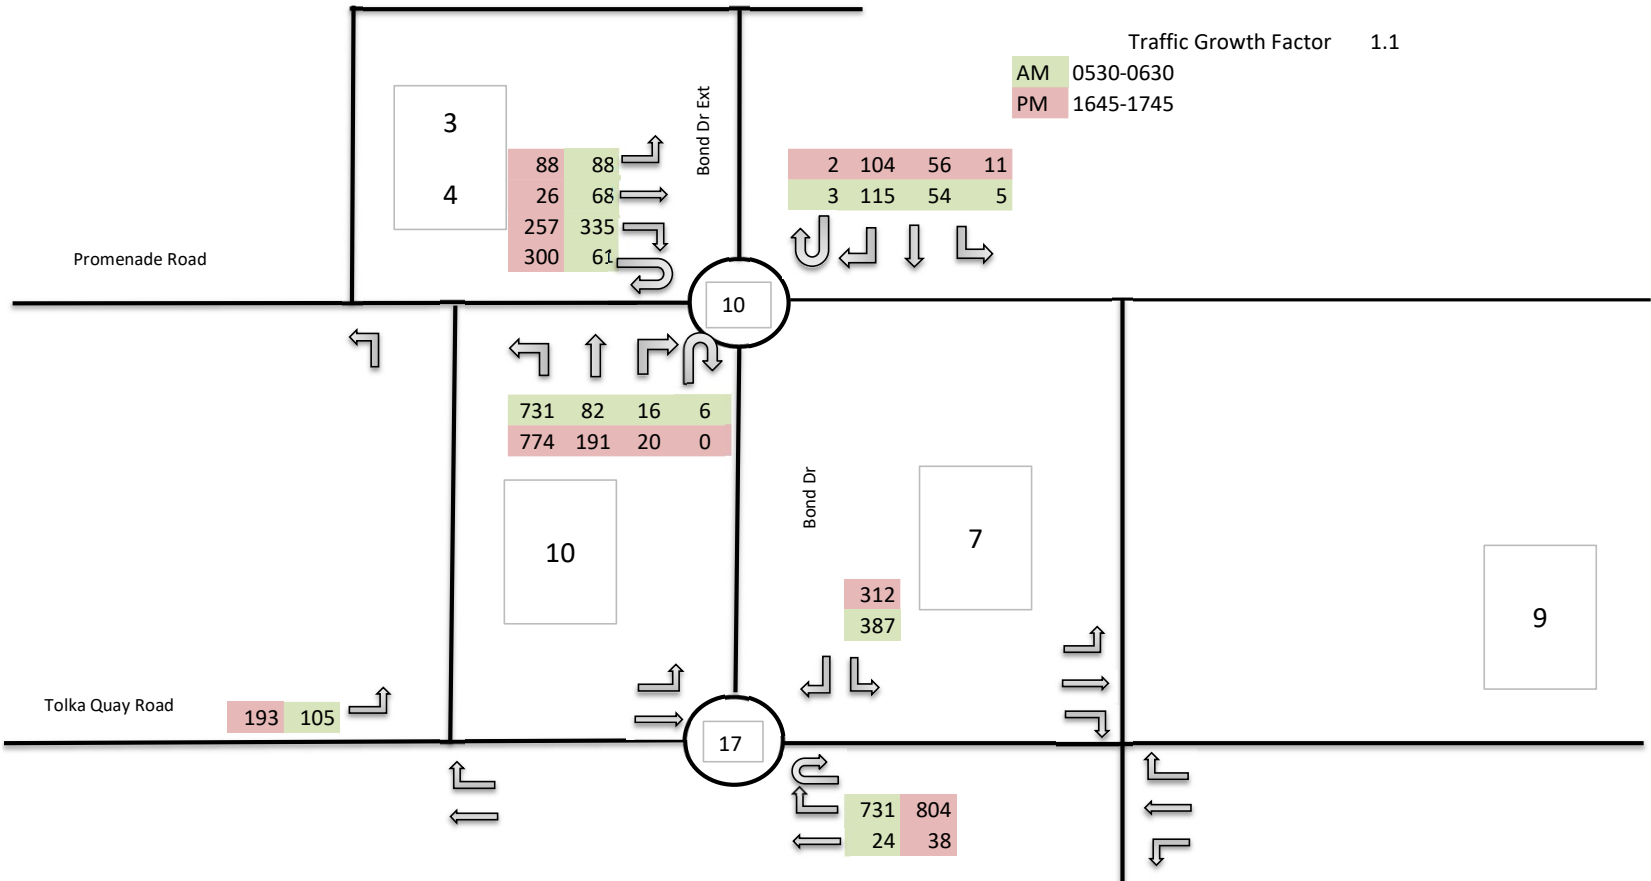 Traffic Growth Factor 1.1
AM 0530-0630
PM 1645-1745
Bond Dr Ext
3
4
88 88
26 68
257 335
300 61
2 104 56 11
3 115 54 5
Promenade Road
10
731 82 16 6
774 191 20 0
Bond Dr
7
10
9
312
387
Tolka Quay Road
193 105
17
731 804
24 38